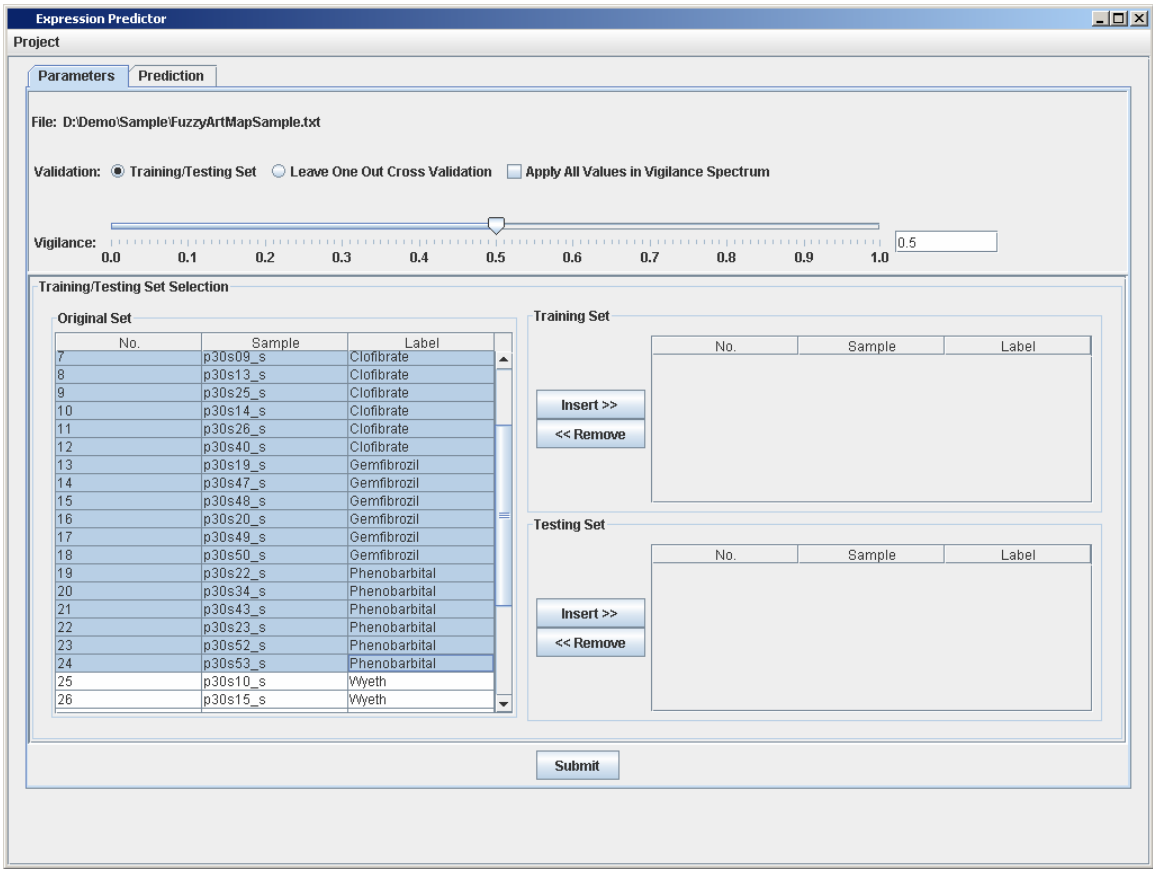 Expression Predictor
Project
Parameters Prediction
File: D:\Demo\Sample\FuzzyArtMapSample.txt
Validation: Training/Testing Set Leave One Out Cross Validation Apply All Values in Vigilance Spectrum
Vigilance: 0.5
0.0 0.1 0.2 0.3 0.4 0.5 0.6 0.7 0.8 0.9 1.0
Training/Testing Set Selection
Original Set
No. Sample Label
7 p30s09_s Clofibrate
8 p30s13_s Clofibrate
9 p30s25_s Clofibrate
10 p30s14_s Clofibrate
11 p30s26_s Clofibrate
12 p30s40_s Clofibrate
13 p30s19_s Gemfibrozil
14 p30s47_s Gemfibrozil
15 p30s48_s Gemfibrozil
16 p30s20_s Gemfibrozil
17 p30s49_s Gemfibrozil
18 p30s50_s Gemfibrozil
19 p30s22_s Phenobarbital
20 p30s34_s Phenobarbital
21 p30s43_s Phenobarbital
22 p30s23_s Phenobarbital
23 p30s52_s Phenobarbital
24 p30s53_s Phenobarbital
25 p30s10_s Wyeth
26 p30s15_s Wyeth
Training Set
No. Sample Label
Insert >>
<< Remove
Testing Set
No. Sample Label
Insert >>
<< Remove
Submit